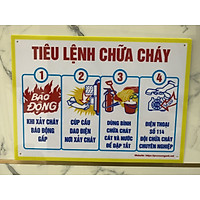 TIÊU LỆNH CHỮA CHÁY
1
2
3
4
BÁO ĐỘNG
KHI XẢY CHÁY
BÁO ĐỘNG
GẤP
CÚP CẦU
DAO ĐIỆN
NƠI XẢY CHÁY
DÙNG BÌNH
CHỮA CHÁY
CÁT VÀ NƯỚC
ĐỂ DẬP TẮT
ĐIỆN THOẠI
SỐ 114
ĐỘI CHỮA CHÁY
CHUYÊN NGHIỆP